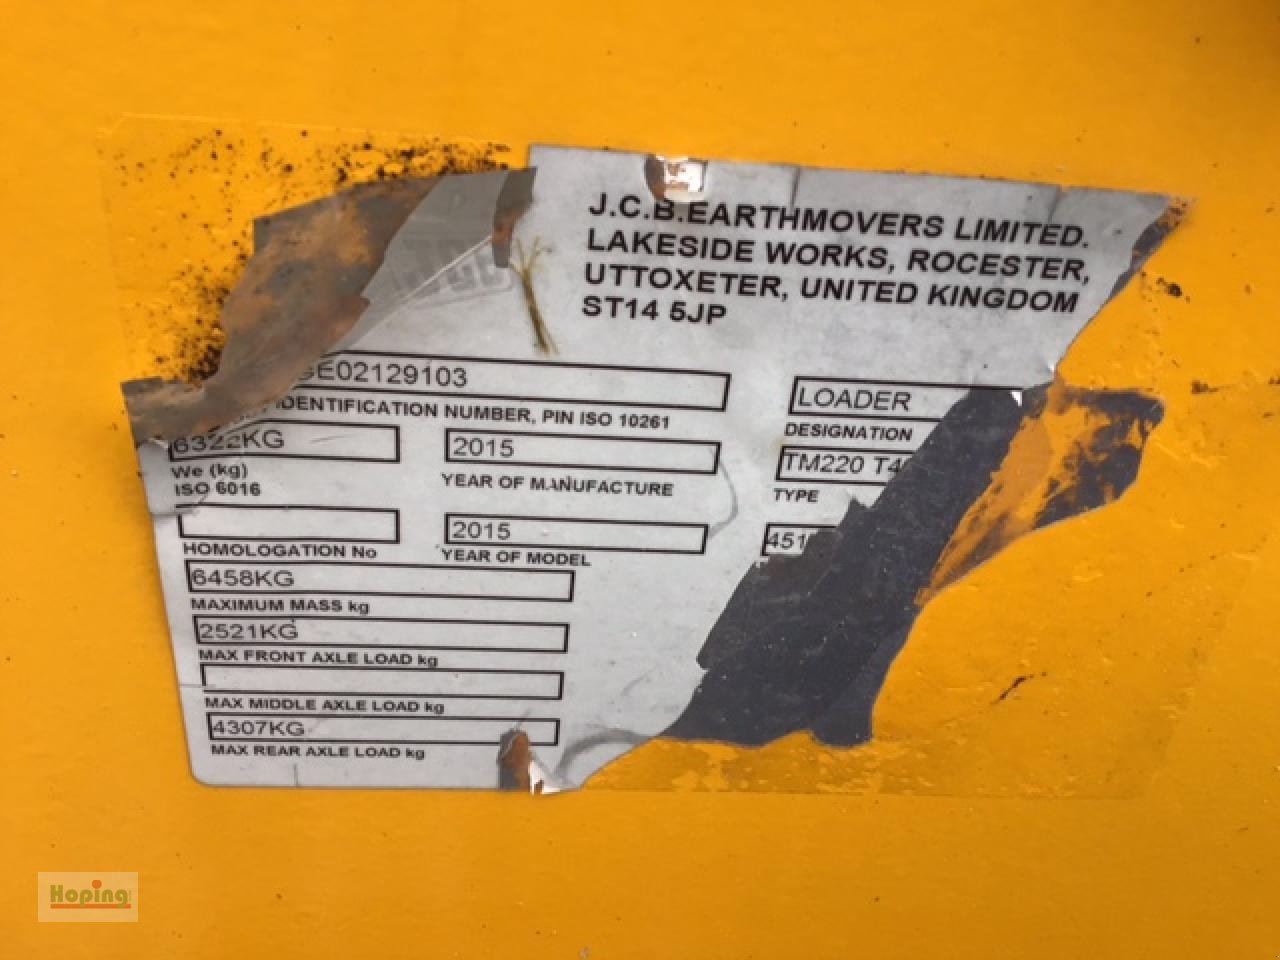 J.C.B.EARTHMOVERS LIMITED.
LAKESIDE WORKS, ROCESTER,
UTTOXETER, UNITED KINGDOM
ST14 5JP
E02129103
IDENTIFICATION NUMBER, PIN ISO 10261
6322KG
We (kg)
ISO 6016
2015
YEAR OF MANUFACTURE
LOADER
DESIGNATION
TM220 T4
TYPE
HOMOLOGATION No
2015
YEAR OF MODEL
451
6458KG
MAXIMUM MASS kg
2521KG
MAX FRONT AXLE LOAD kg
MAX MIDDLE AXLE LOAD kg
4307KG
MAX REAR AXLE LOAD kg
Hoping